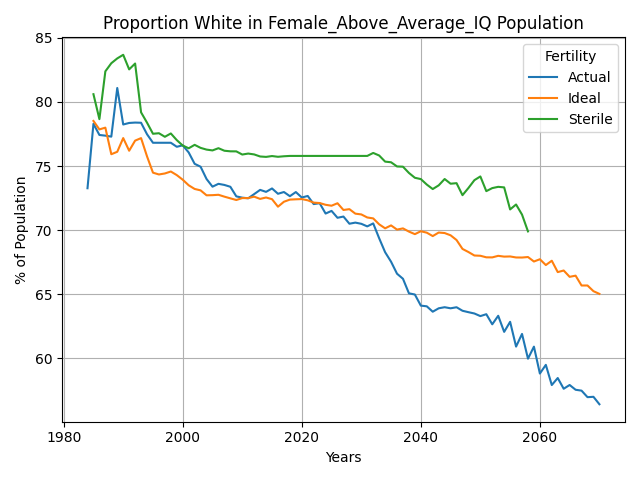 Proportion White in Female_Above_Average_IQ Population
85
80
75
70
65
60
% of Population
1980
2000
2020
2040
2060
Years
Fertility
Actual
Ideal
Sterile